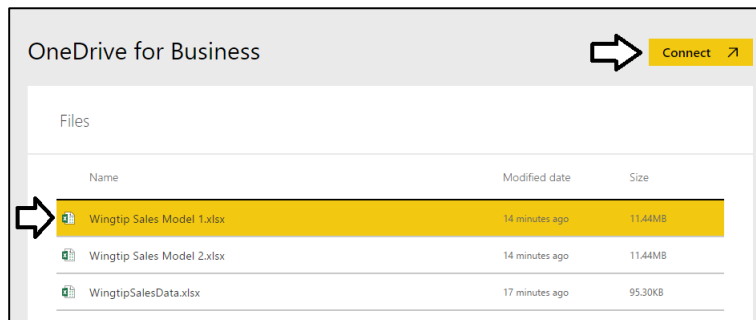 OneDrive for Business
Connect
Files
Name Modified date Size
Wingtip Sales Model 1.xlsx 14 minutes ago 11.44MB
Wingtip Sales Model 2.xlsx 14 minutes ago 11.44MB
WingtipSalesData.xlsx 17 minutes ago 95.30KB